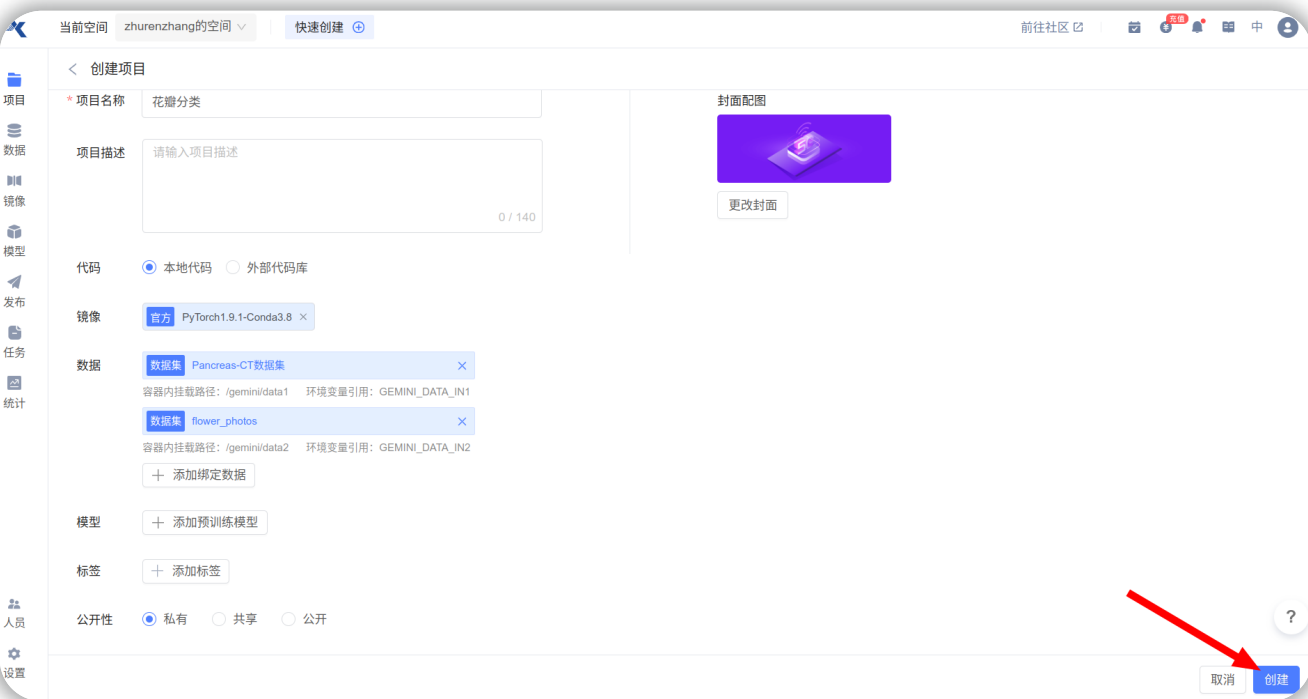 当前空间 zhurenzhang的空间 快速创建 前往社区 充值 中
创建项目
项目
数据
镜像
模型
发布
任务
统计
人员
设置
* 项目名称 花瓣分类
项目描述 请输入项目描述
0 / 140
封面配图
更改封面
代码 本地代码 外部代码库
镜像 官方 PyTorch1.9.1-Conda3.8 ×
数据 数据集 Pancreas-CT数据集
容器内挂载路径：/gemini/data1 环境变量引用：GEMINI_DATA_IN1
数据集 flower_photos
容器内挂载路径：/gemini/data2 环境变量引用：GEMINI_DATA_IN2
添加绑定数据
模型 添加预训练模型
标签 添加标签
公开性 私有 共享 公开
?
取消 创建